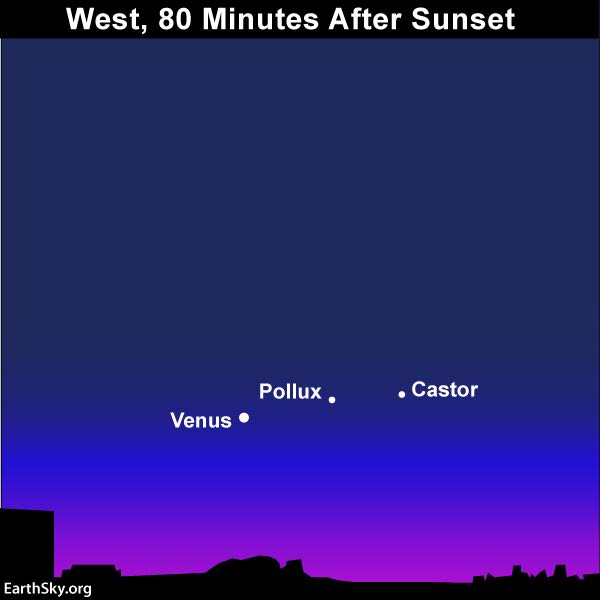 West, 80 Minutes After Sunset
Pollux
Castor
Venus
EarthSky.org